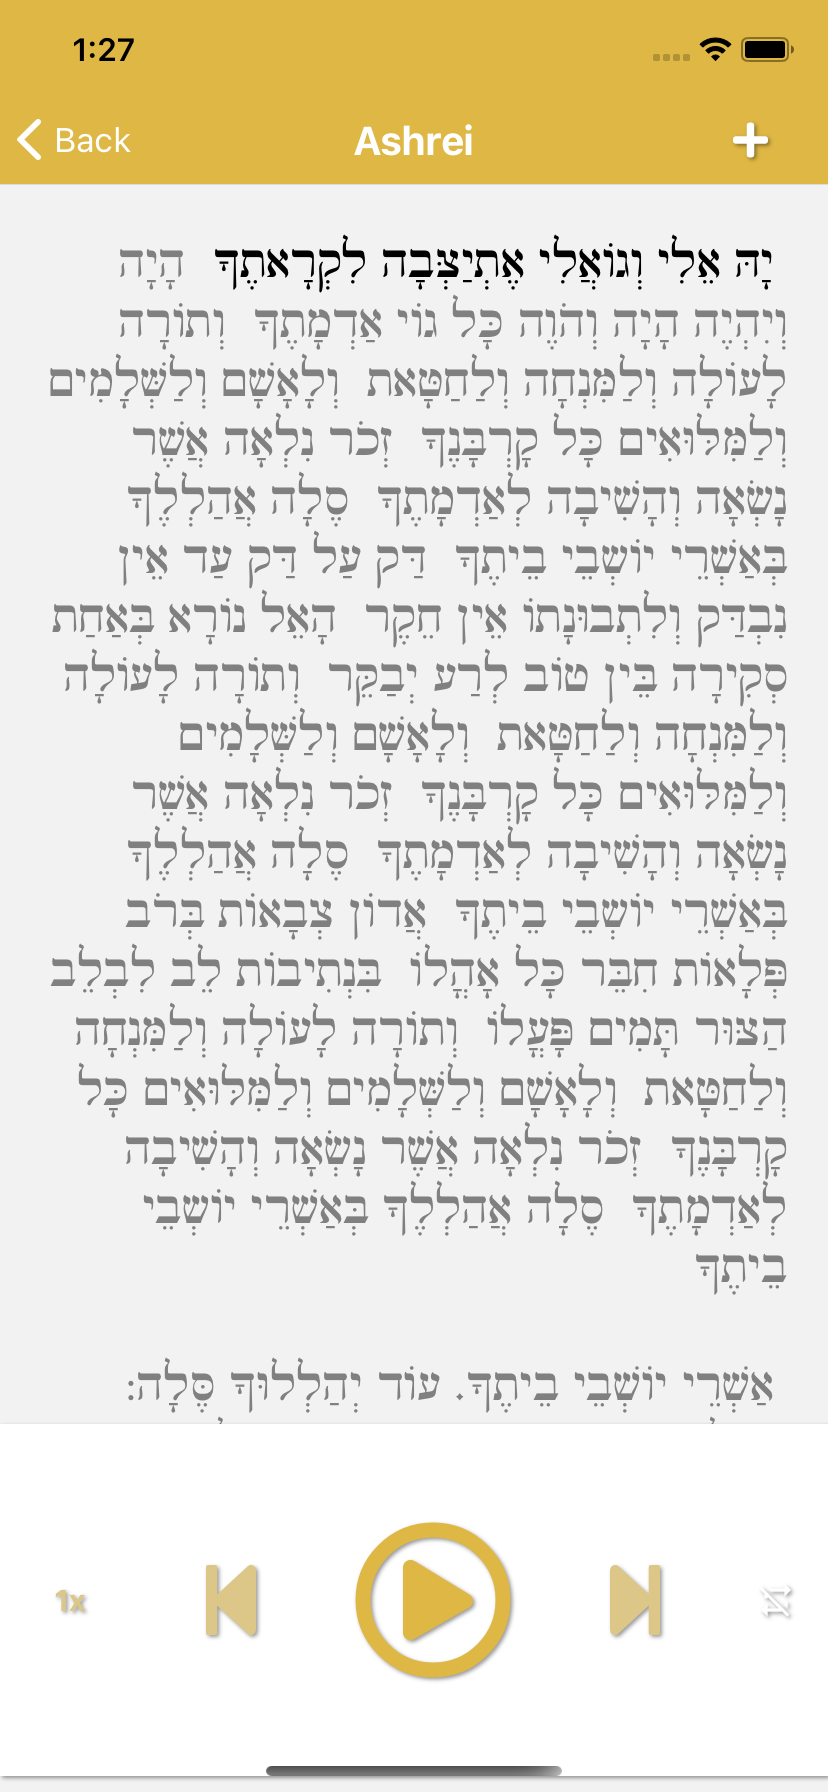 1:27
Back
Ashrei
יָהּ אֵלִי וְגוֹאֲלִי אֶתְיַצְּבָה לִקְרָאתֶךָ הָיָה
וְיִהְיֶה הָיָה וְהֹוֶה כָּל גּוֹי אַדְמָתֶךָ וְתוֹרָה
לָעוֹלָה וְלַמִּנְחָה וְלַחַטָּאת וְלָאָשָׁם וְלַשְּׁלָמִים
וְלַמִּלּוּאִים כָּל קָרְבָּנֶךָ זְכֹר נִלְאָה אֲשֶׁר
נָשְׂאָה וְהָשִׁיבָה לְאַדְמָתֶךָ סֶלָה אֲהַלְלֶךָ
בְּאַשְׁרֵי יוֹשְׁבֵי בֵיתֶךָ דַּק עַל דַּק עַד אֵין
נִבְדַּק וְלִתְבוּנָתוֹ אֵין חֵקֶר הָאֵל נוֹרָא בְּאַחַת
סְקִירָה בֵּין טוֹב לְרַע יְבַקֵּר וְתוֹרָה לָעוֹלָה
וְלַמִּנְחָה וְלַחַטָּאת וְלָאָשָׁם וְלַשְּׁלָמִים
וְלַמִּלּוּאִים כָּל קָרְבָּנֶךָ זְכֹר נִלְאָה אֲשֶׁר
נָשְׂאָה וְהָשִׁיבָה לְאַדְמָתֶךָ סֶלָה אֲהַלְלֶךָ
בְּאַשְׁרֵי יוֹשְׁבֵי בֵיתֶךָ אֲדוֹן צְבָאוֹת בְּרֹב
פְּלָאוֹת חִבֵּר כָּל אָהֳלוֹ בִּנְתִיבוֹת לֵב לִבְלֵב
הַצּוּר תָּמִים פָּעֳלוֹ וְתוֹרָה לָעוֹלָה וְלַמִּנְחָה
וְלַחַטָּאת וְלָאָשָׁם וְלַשְּׁלָמִים וְלַמִּלּוּאִים כָּל
קָרְבָּנֶךָ זְכֹר נִלְאָה אֲשֶׁר נָשְׂאָה וְהָשִׁיבָה
לְאַדְמָתֶךָ סֶלָה אֲהַלְלֶךָ בְּאַשְׁרֵי יוֹשְׁבֵי
בֵיתֶךָ
אַשְׁרֵי יוֹשְׁבֵי בֵיתֶךָ. עוֹד יְהַלְלוּךָ סֶּלָה:
1x